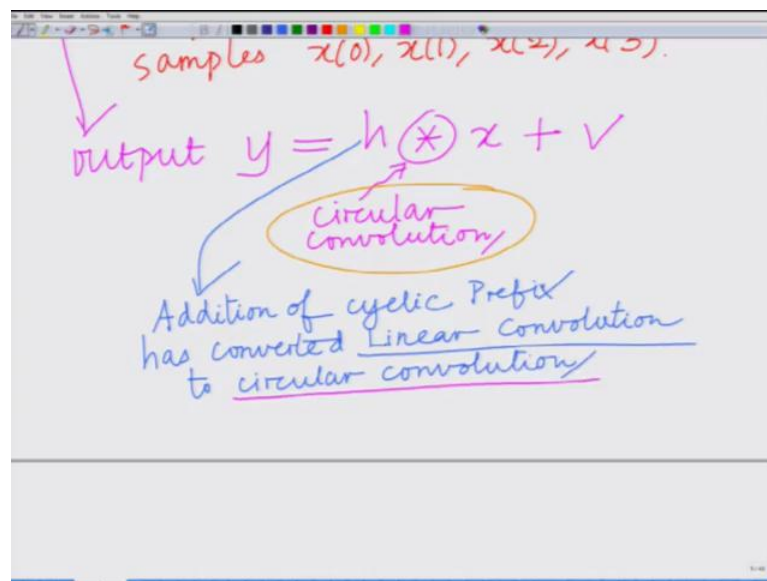 samples x(0), x(1), x(2), x(3).
output y = h ⊛ x + v
circular
convolution
Addition of cyclic Prefix
has converted Linear Convolution
to circular convolution